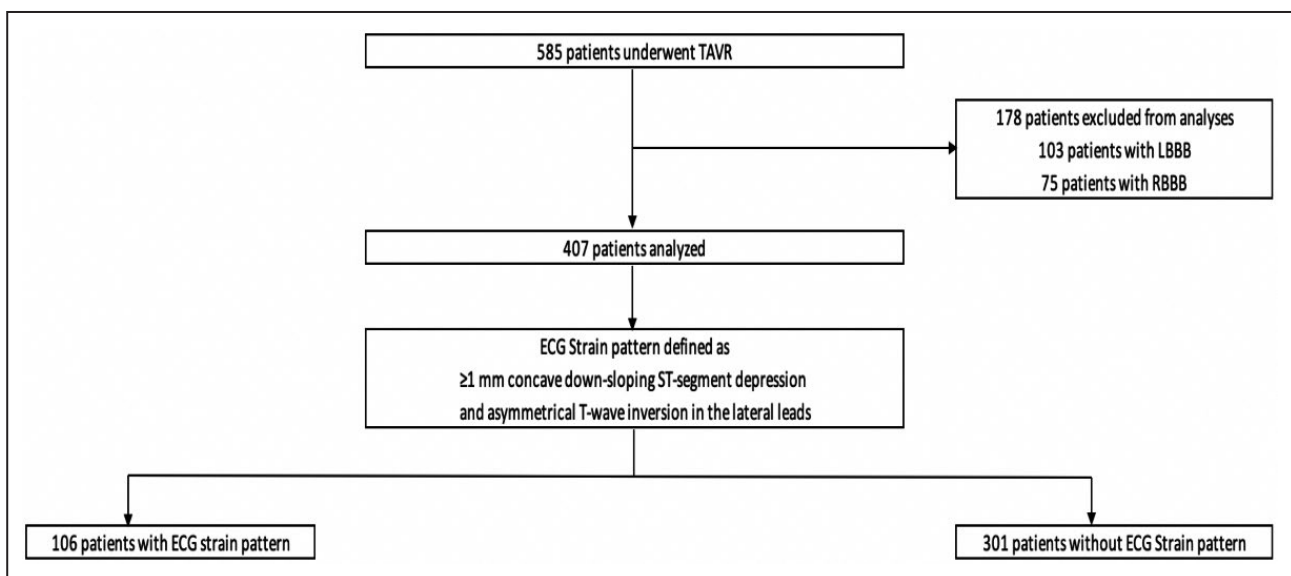 585 patients underwent TAVR
178 patients excluded from analyses
103 patients with LBBB
75 patients with RBBB
407 patients analyzed
ECG Strain pattern defined as
≥1 mm concave down-sloping ST-segment depression
and asymmetrical T-wave inversion in the lateral leads
106 patients with ECG strain pattern
301 patients without ECG Strain pattern